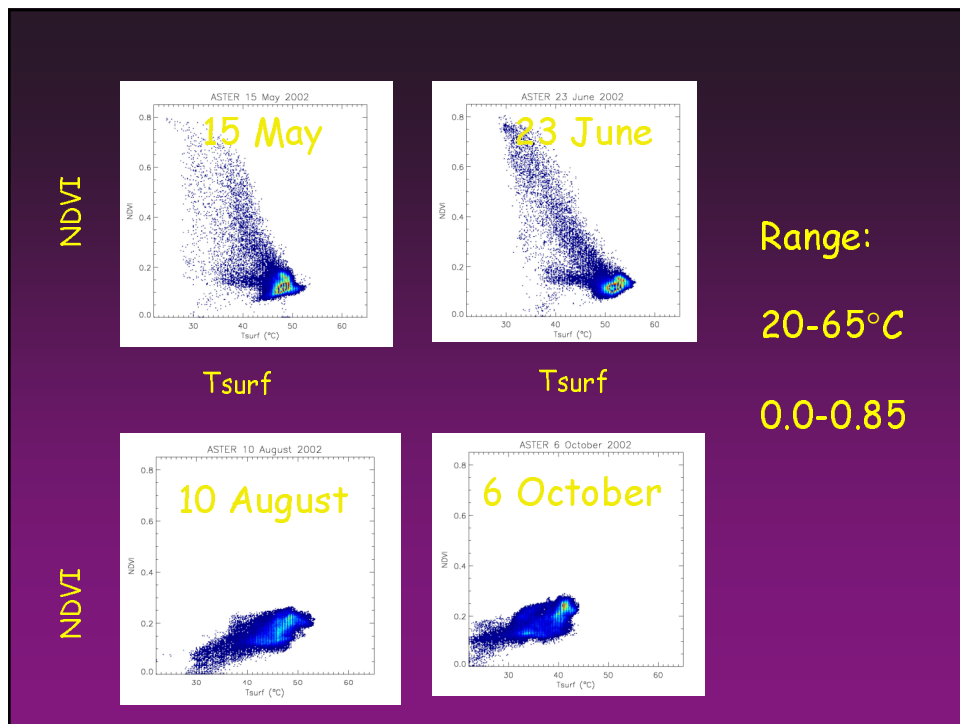 ASTER 15 May 2002
15 May
NDVI
NDVI
0.8
0.6
0.4
0.2
0.0
30 40 50 60
Tsurf (°C)
Tsurf
ASTER 23 June 2002
23 June
NDVI
0.8
0.6
0.4
0.2
0.0
30 40 50 60
Tsurf (°C)
Tsurf
Range:
20-65°C
0.0-0.85
ASTER 10 August 2002
10 August
NDVI
NDVI
0.8
0.6
0.4
0.2
0.0
30 40 50 60
Tsurf (°C)
ASTER 6 October 2002
6 October
NDVI
0.8
0.6
0.4
0.2
0.0
30 40 50 60
Tsurf (°C)